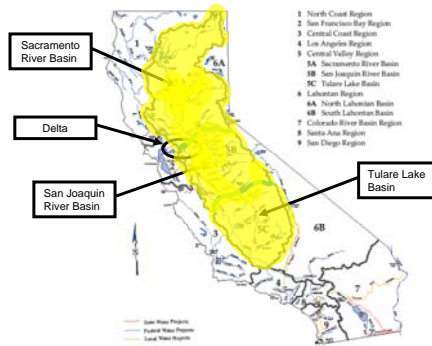 Sacramento
River Basin
Delta
San Joaquin
River Basin
Tulare Lake
Basin
1 North Coast Region
2 San Francisco Bay Region
3 Central Coast Region
4 Los Angeles Region
5 Central Valley Region
5A Sacramento River Basin
5B San Joaquin River Basin
5C Tulare Lake Basin
6 Lahontan Region
6A North Lahontan Basin
6B South Lahontan Basin
7 Colorado River Basin Region
8 Santa Ana Region
9 San Diego Region
1
6A
5B
5C
3
6B
4
7
9
State Water Projects
Federal Water Projects
Local Water Projects